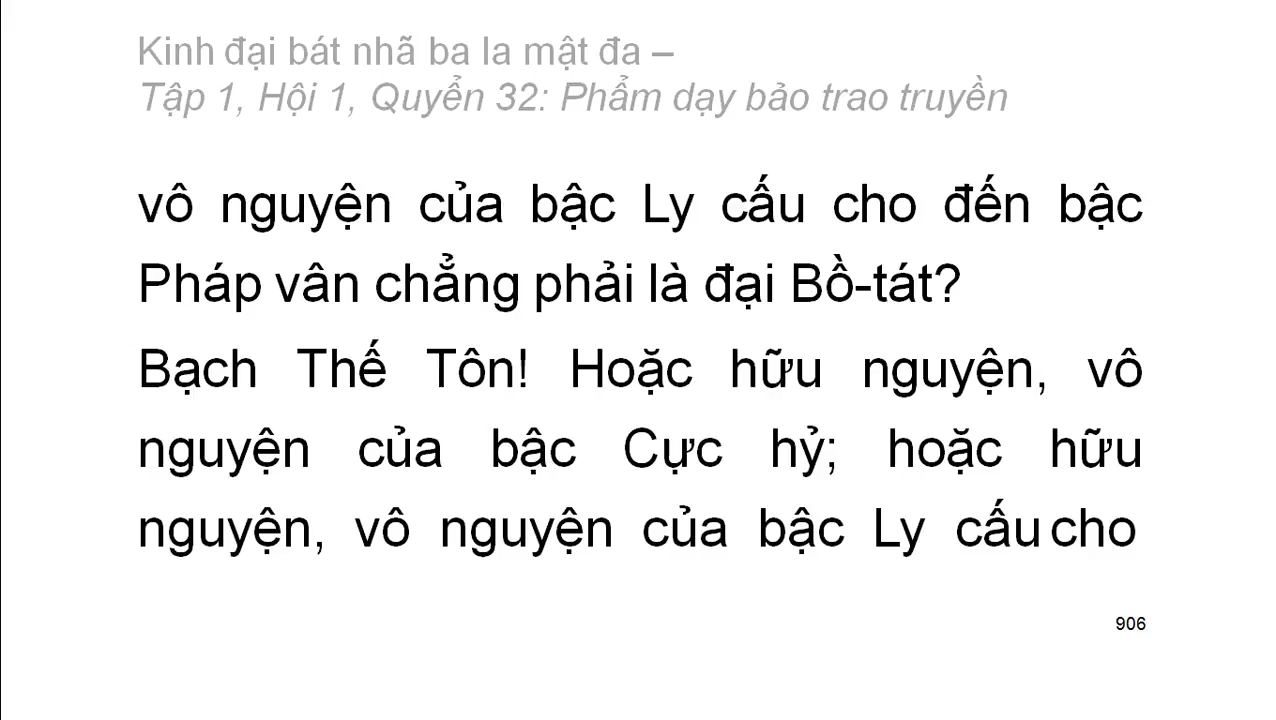 Kinh đại bát nhã ba la mật đa –
Tập 1, Hội 1, Quyển 32: Phẩm dạy bảo trao truyền
vô nguyện của bậc Ly cấu cho đến bậc
Pháp vân chẳng phải là đại Bồ-tát?
Bạch Thế Tôn! Hoặc hữu nguyện, vô
nguyện của bậc Cực hỷ; hoặc hữu
nguyện, vô nguyện của bậc Ly cấu cho
906